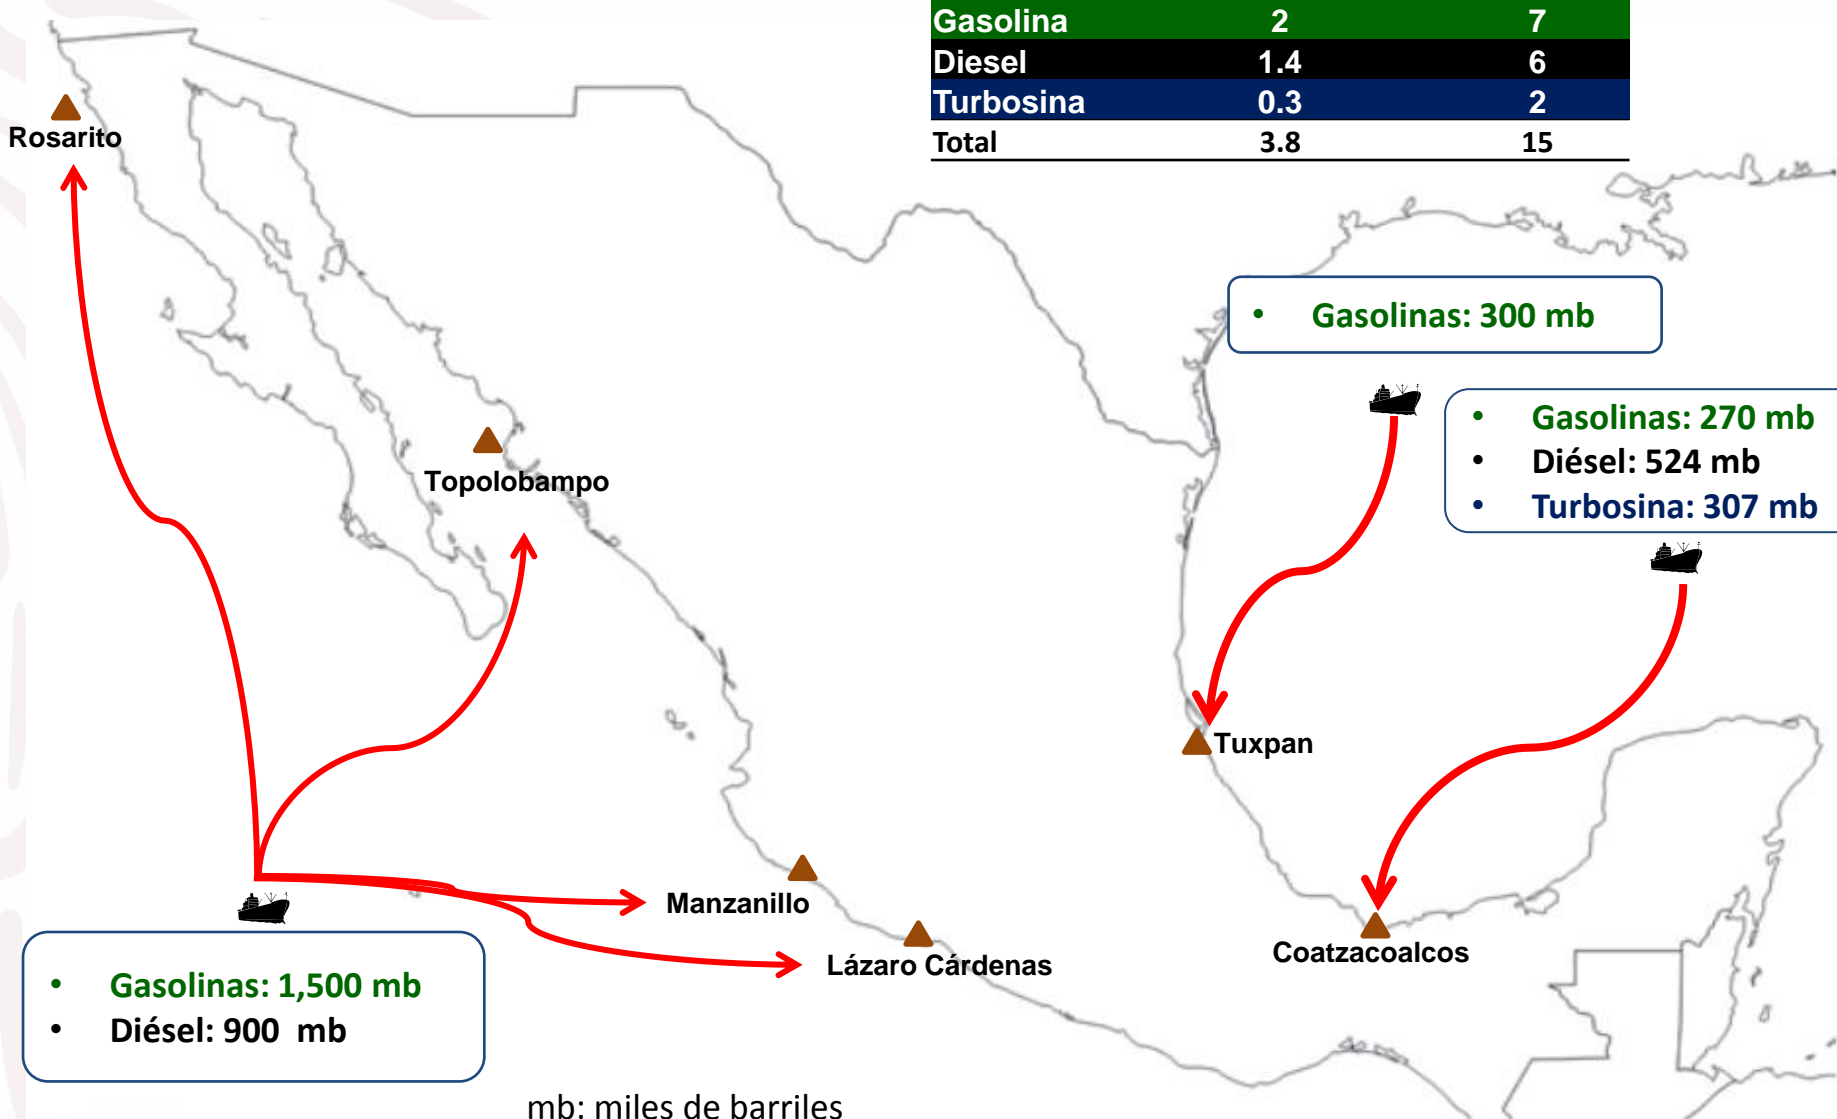 Gasolina 2 7
Diesel 1.4 6
Turbosina 0.3 2
Total 3.8 15
Rosarito
• Gasolinas: 300 mb
• Gasolinas: 270 mb
• Diésel: 524 mb
• Turbosina: 307 mb
Topolobampo
Tuxpan
Manzanillo
Lázaro Cárdenas
Coatzacoalcos
• Gasolinas: 1,500 mb
• Diésel: 900 mb
mb: miles de barriles